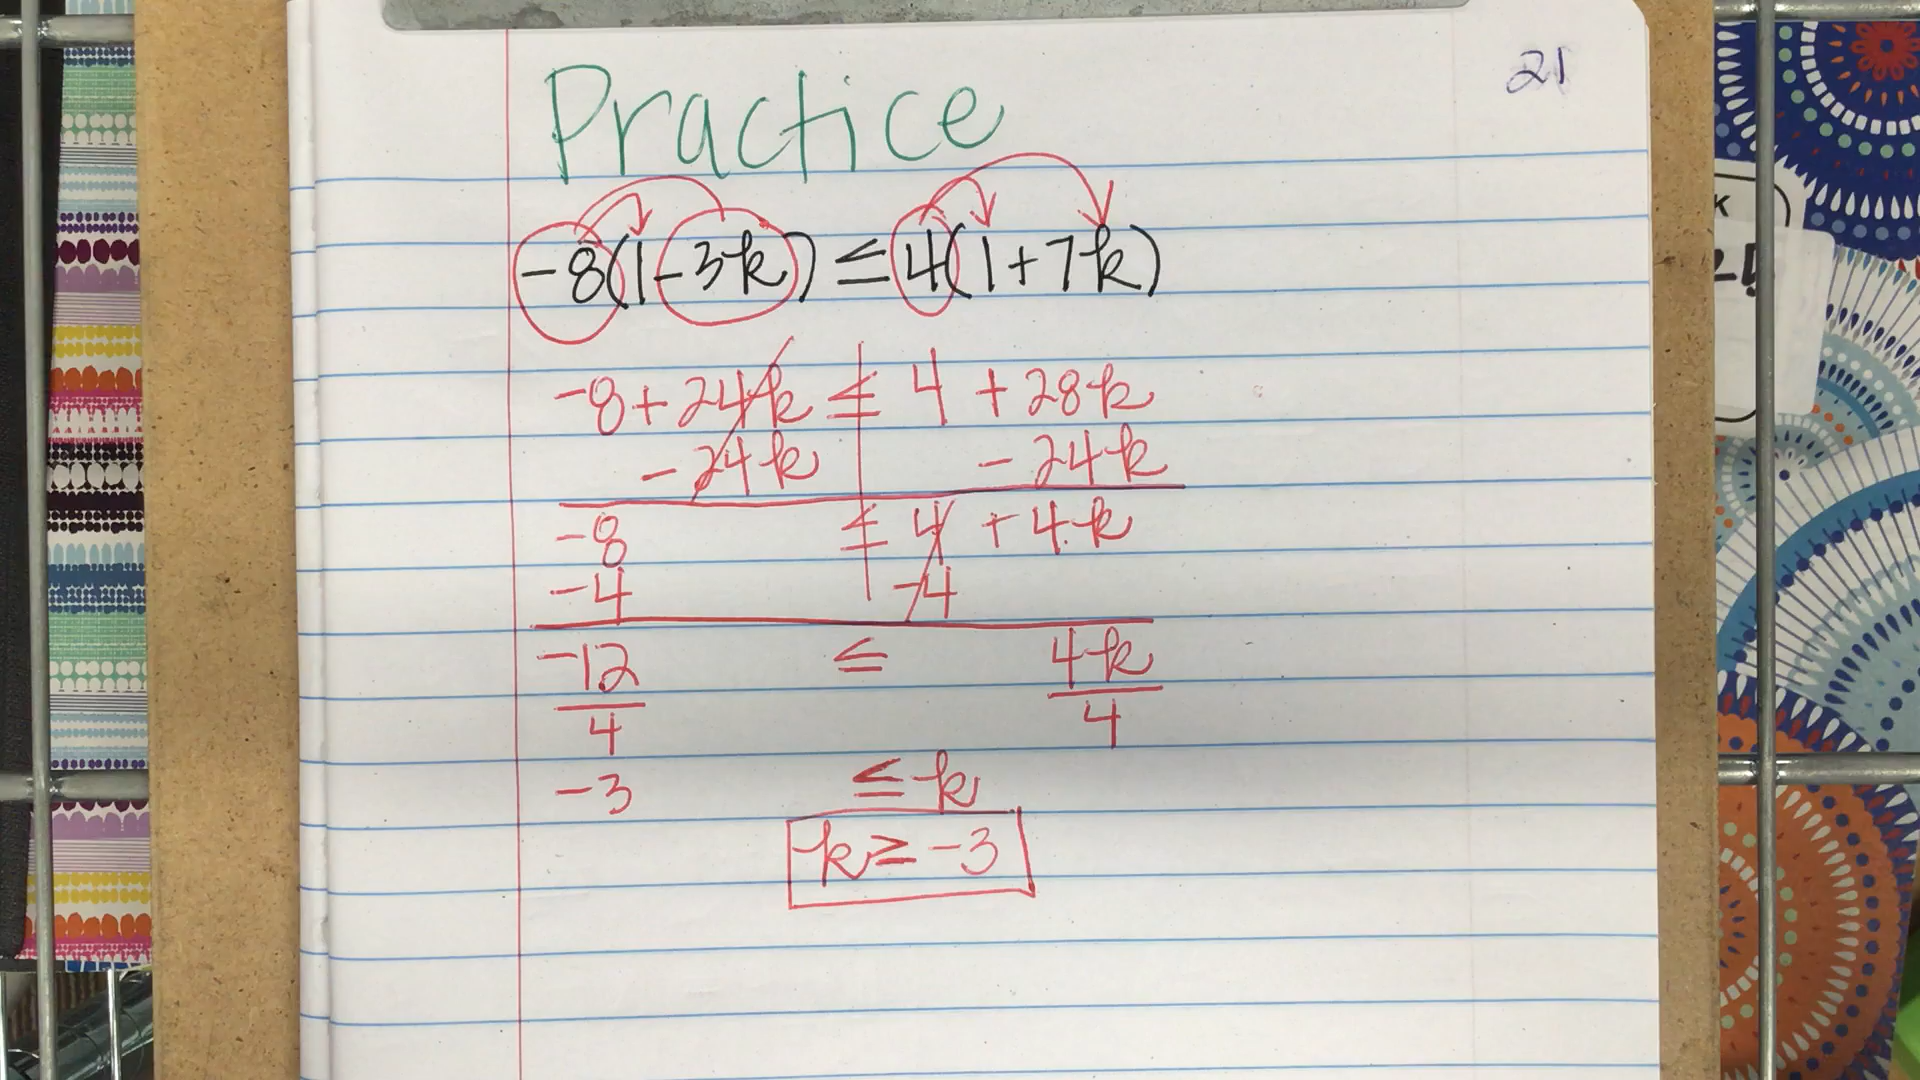 21
Practice
-8(1-3k) ≤ 4(1+7k)
-8+24k ≤ 4 + 28k
-24k -24k
-8 ≤ 4 + 4k
-4 -4
-12 ≤ 4k
4 4
-3 ≤ k
k ≥ -3
k